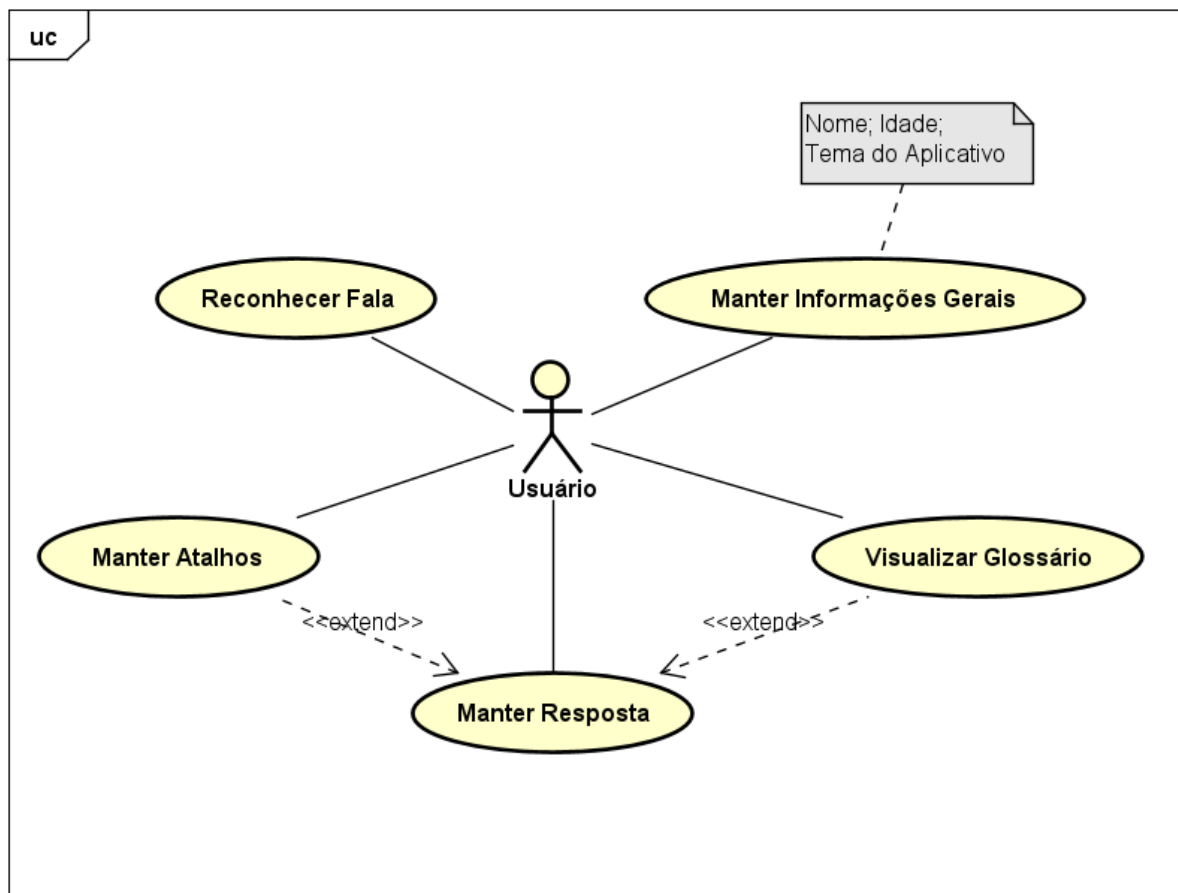 uc
Nome; Idade;
Tema do Aplicativo
Reconhecer Fala
Manter Informações Gerais
Usuário
Manter Atalhos
Visualizar Glossário
<<extend>>
<<extend>>
Manter Resposta